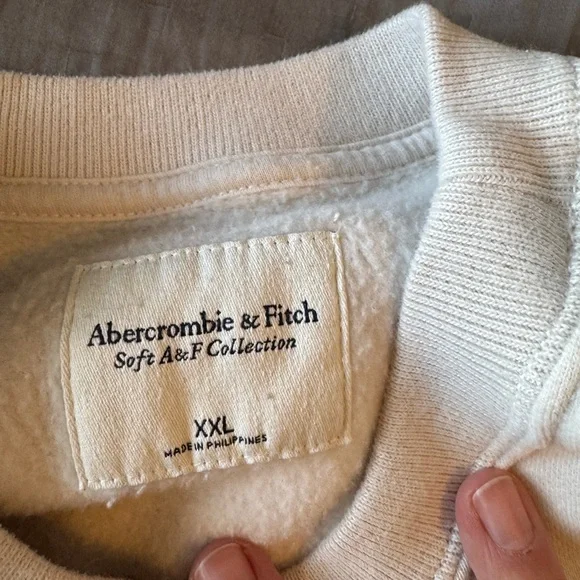 Abercrombie & Fitch
Soft A&F Collection
XXL
MADE IN PHILIPPINES